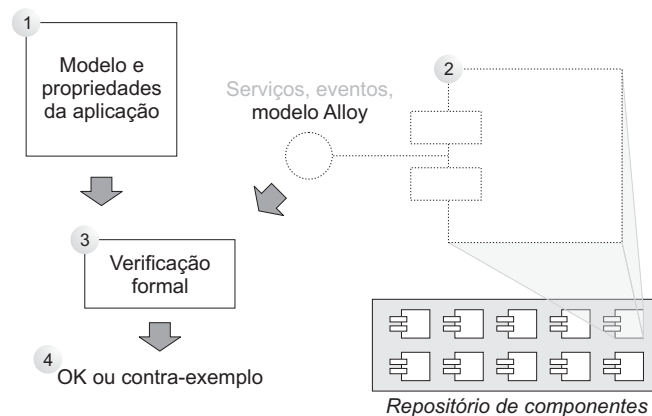 1
Modelo e
propriedades
da aplicação
2
Serviços, eventos,
modelo Alloy
3
Verificação
formal
4
OK ou contra-exemplo
Repositório de componentes